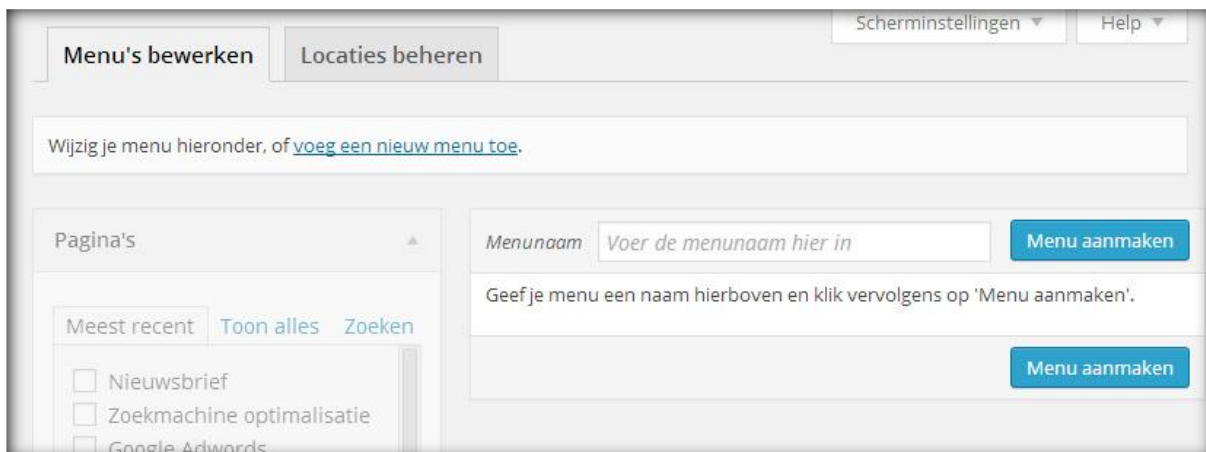 Scherminstellingen Help
Menu's bewerken Locaties beheren
Wijzig je menu hieronder, of voeg een nieuw menu toe.
Pagina's
Menunaam Voer de menunaam hier in Menu aanmaken
Geef je menu een naam hierboven en klik vervolgens op 'Menu aanmaken'.
Meest recent Toon alles Zoeken
Menu aanmaken
Nieuwsbrief
Zoekmachine optimalisatie
Google Adwords